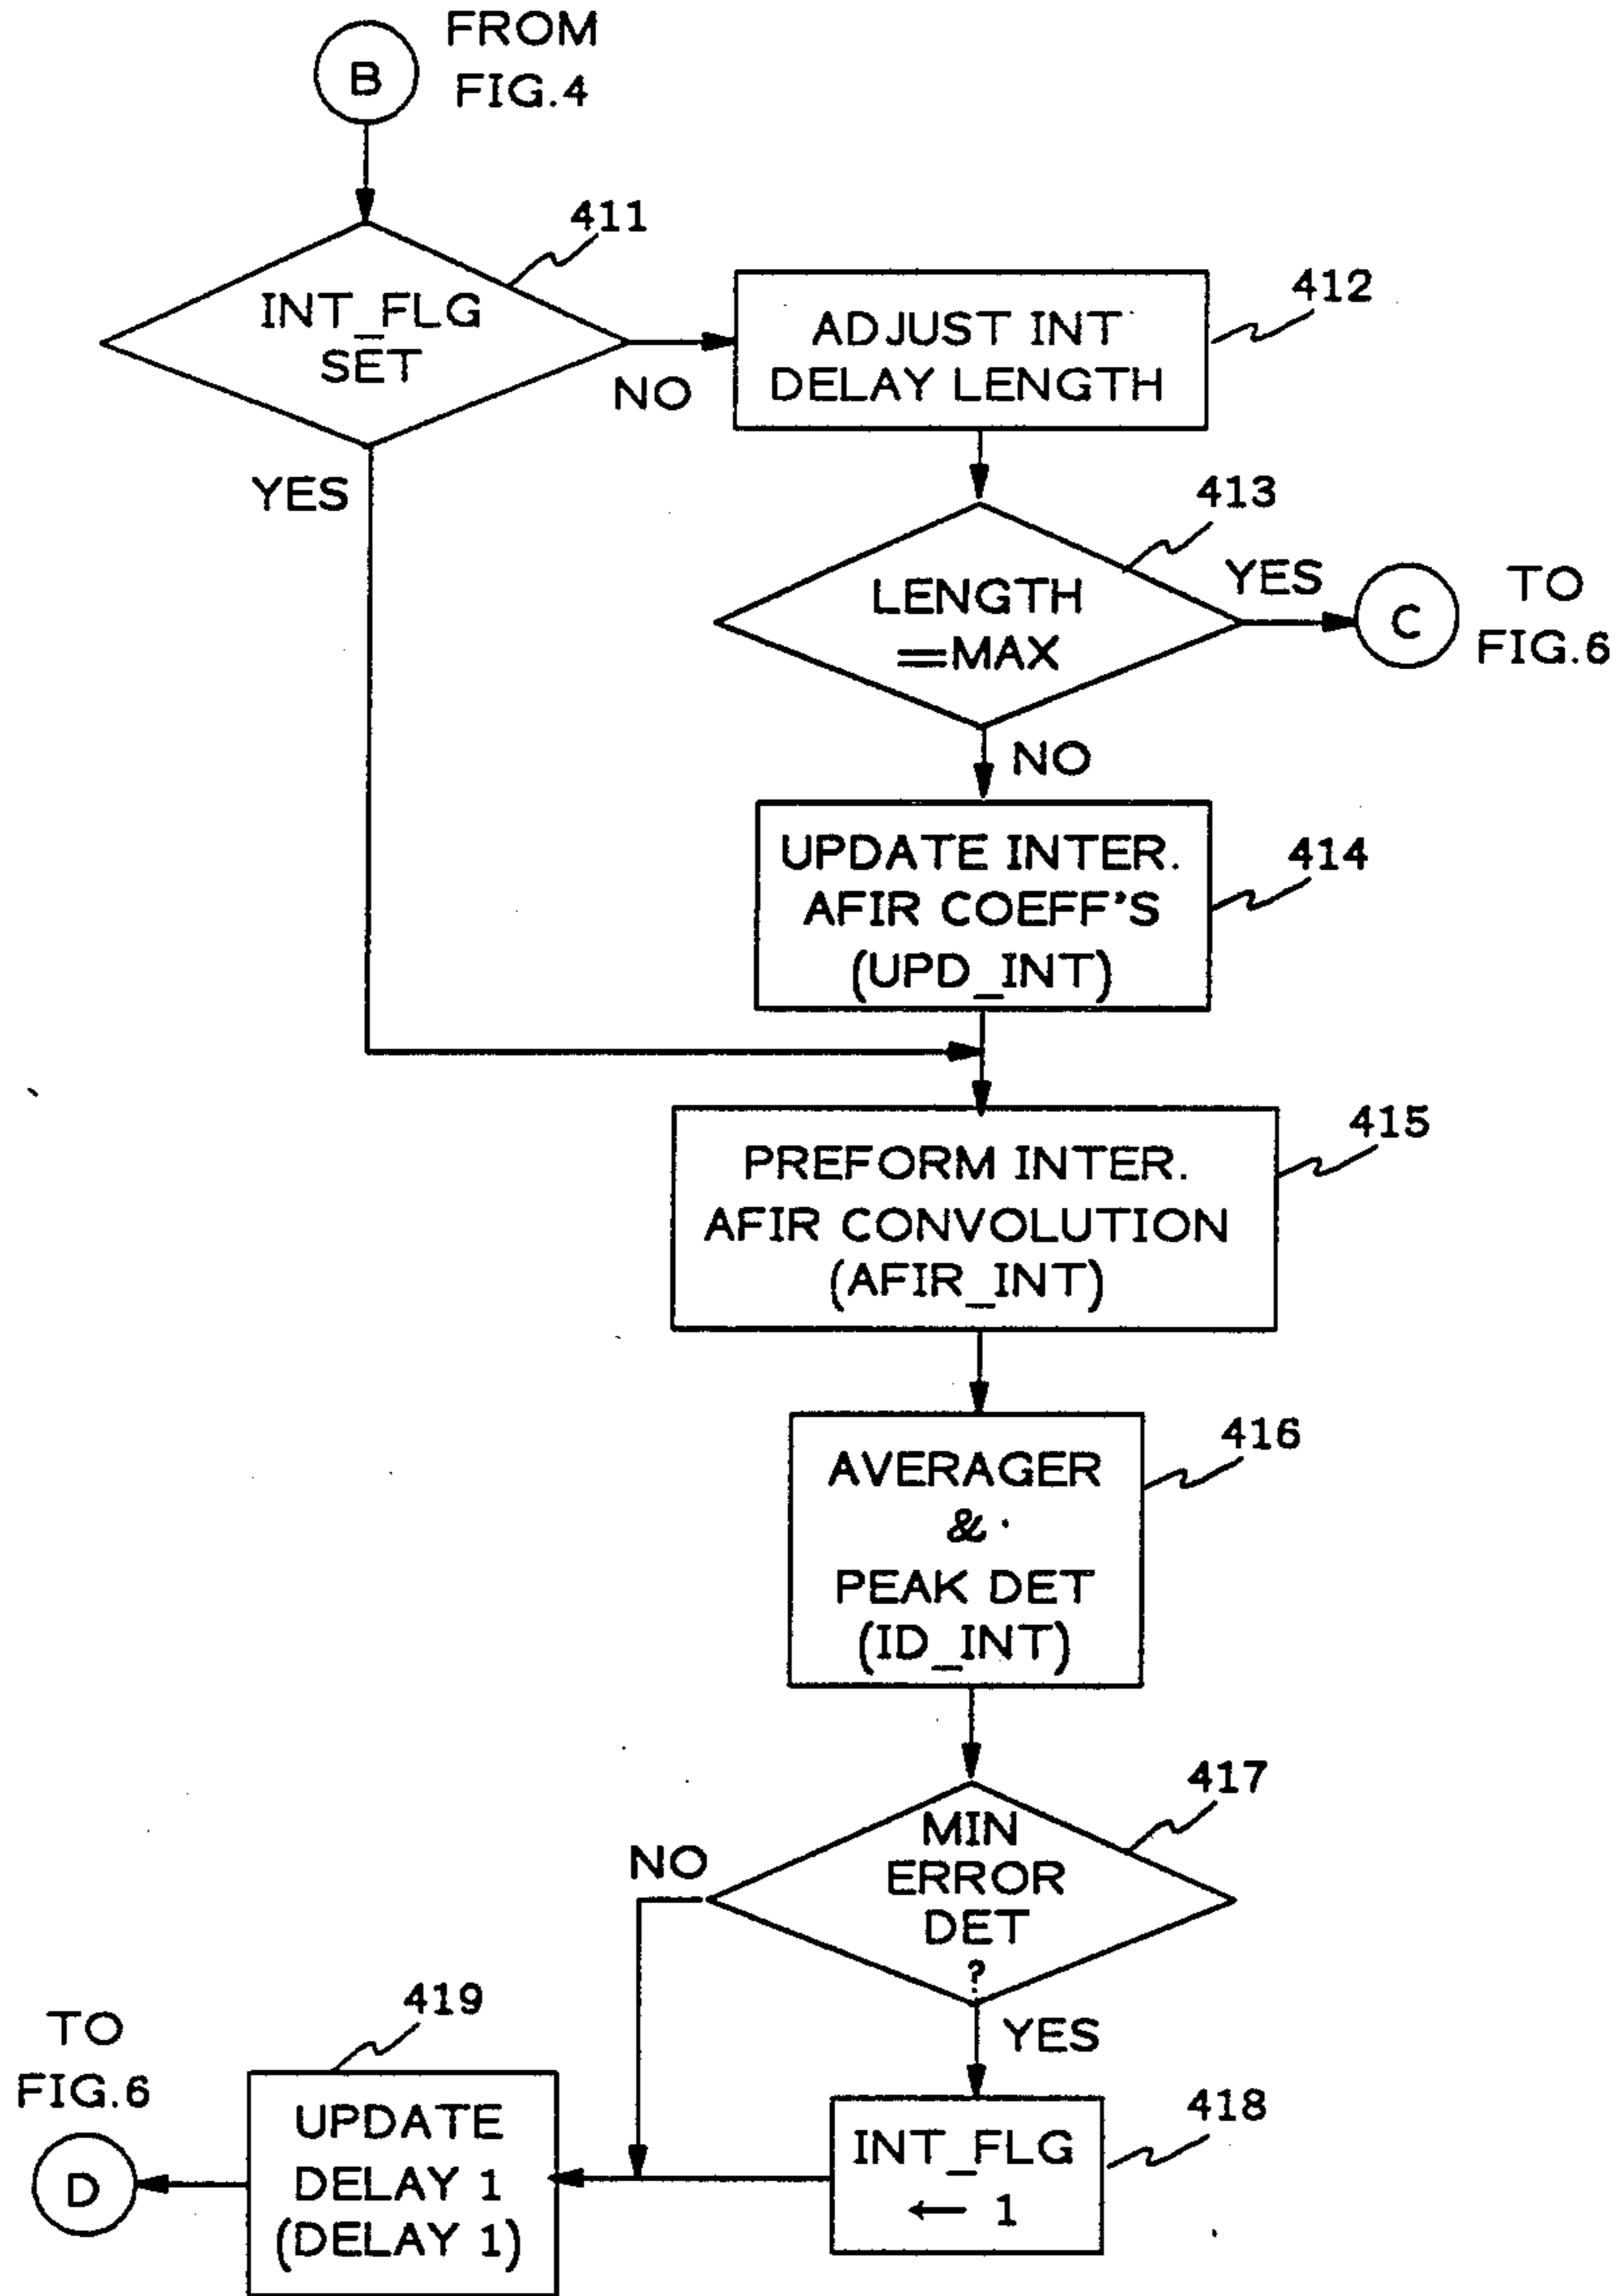 B
FROM
FIG.4
411
INT_FLG
SET
NO
YES
412
ADJUST INT
DELAY LENGTH
413
LENGTH
=MAX
YES
C
TO
FIG.6
NO
414
UPDATE INTER.
AFIR COEFF'S
(UPD_INT)
415
PREFORM INTER.
AFIR CONVOLUTION
(AFIR_INT)
416
AVERAGER
&
PEAK DET
(ID_INT)
417
MIN
ERROR
DET
?
NO
YES
418
INT_FLG
← 1
419
UPDATE
DELAY 1
(DELAY 1)
TO
FIG.6
D